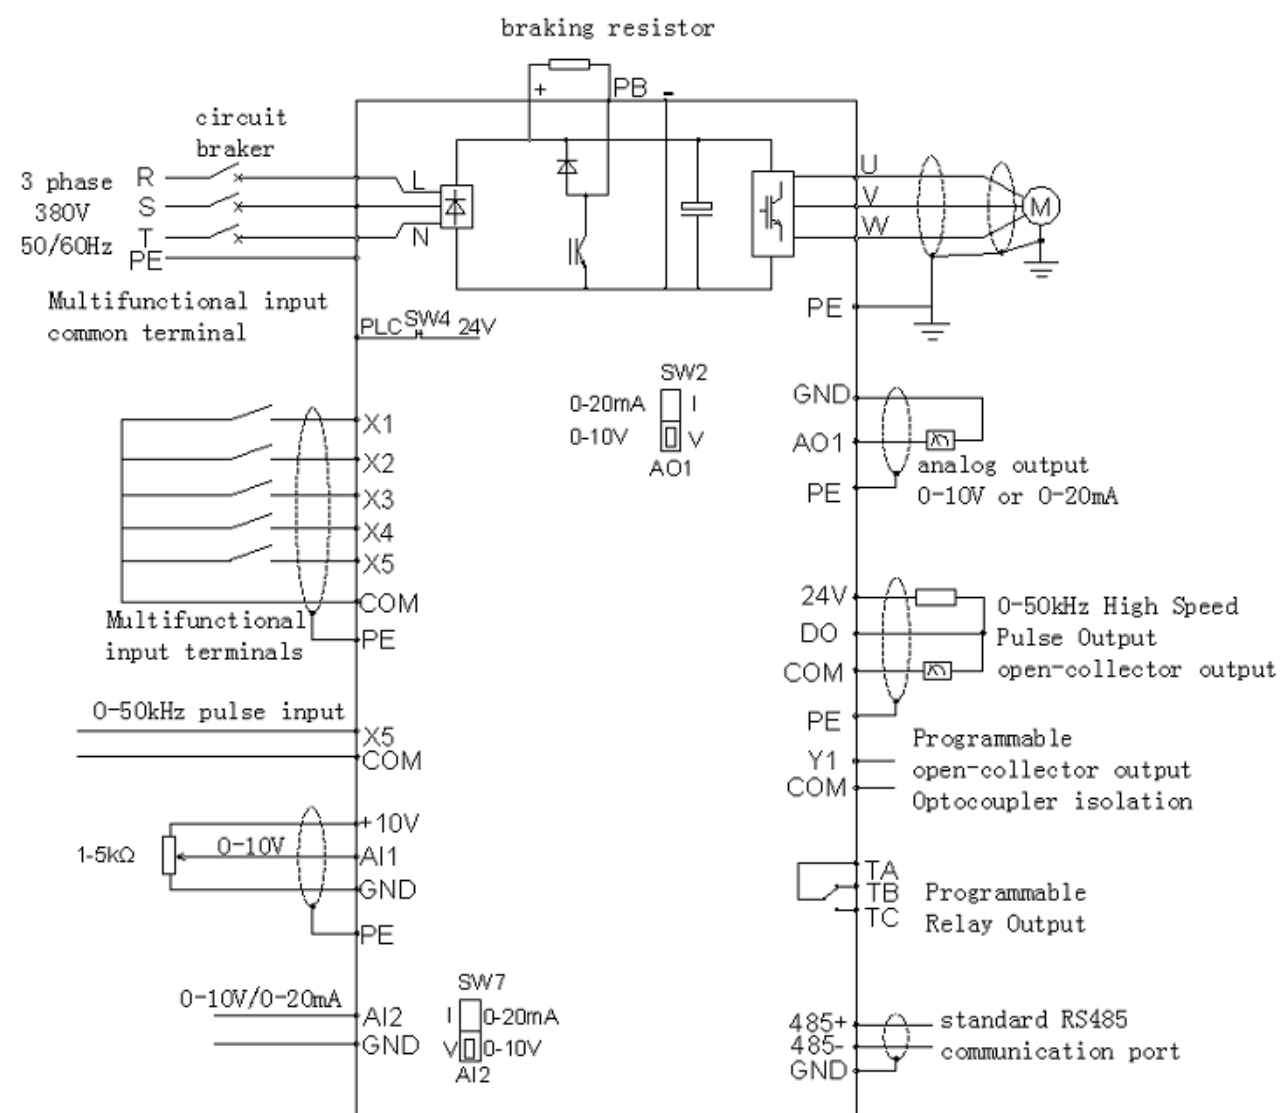 braking resistor
+ PB -
circuit
braker
3 phase
380V
50/60Hz
R
S
T
PE
L
N
U
V
W
M
PE
Multifunctional input
common terminal
PLC SW4 24V
SW2
0-20mA I
0-10V V
AO1
GND
AO1
PE
analog output
0-10V or 0-20mA
X1
X2
X3
X4
X5
COM
PE
Multifunctional
input terminals
24V
DO
COM
PE
0-50kHz High Speed
Pulse Output
open-collector output
0-50kHz pulse input
X5
COM
Y1
COM
Programmable
open-collector output
Optocoupler isolation
1-5kΩ
0-10V
+10V
AI1
GND
PE
TA
TB
TC
Programmable
Relay Output
0-10V/0-20mA
AI2
GND
SW7
I 0-20mA
V 0-10V
AI2
485+
485-
GND
standard RS485
communication port